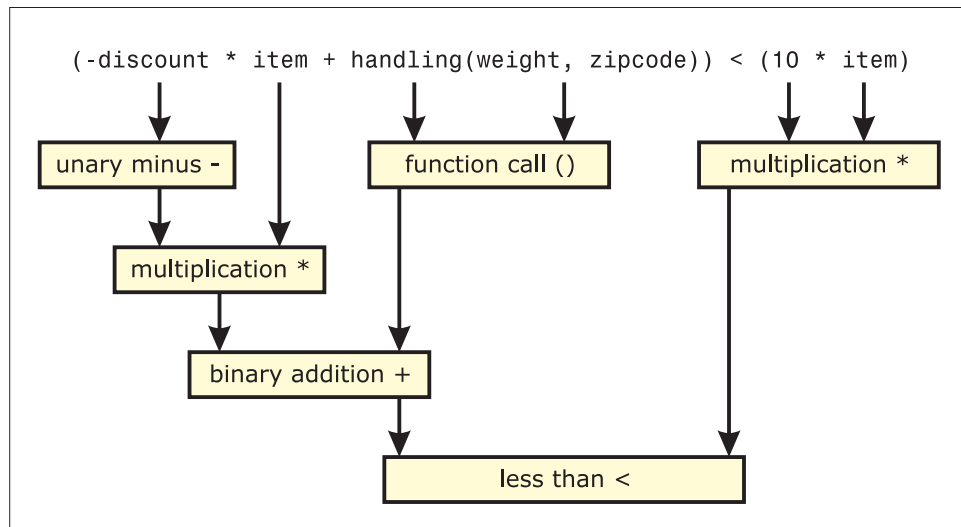 (-discount * item + handling(weight, zipcode)) < (10 * item)
unary minus -
function call ()
multiplication *
multiplication *
binary addition +
less than <